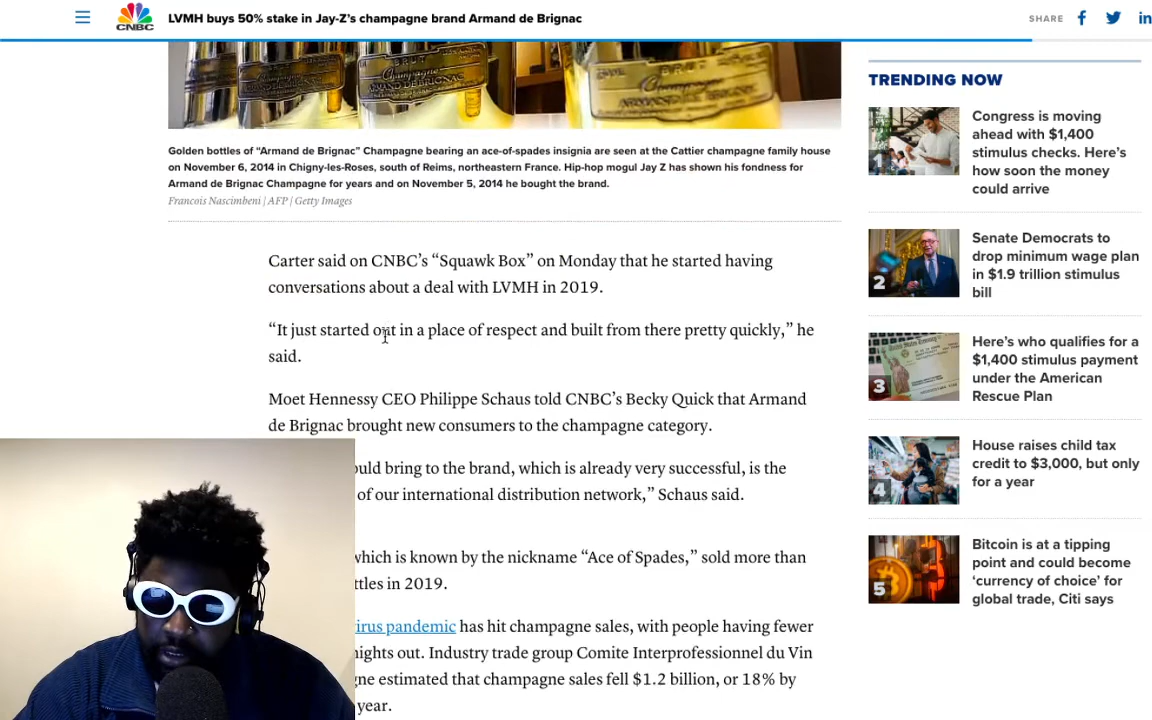 CNBC
LVMH buys 50% stake in Jay-Z’s champagne brand Armand de Brignac
SHARE
f
in
BRUT
Champagne
ARMAND DE BRIGNAC
BRUT
Champagne
ARMAND DE BRIGNAC
Golden bottles of “Armand de Brignac” Champagne bearing an ace-of-spades insignia are seen at the Cattier champagne family house
on November 6, 2014 in Chigny-les-Roses, south of Reims, northeastern France. Hip-hop mogul Jay Z has shown his fondness for
Armand de Brignac Champagne for years and on November 5, 2014 he bought the brand.
Francois Nascimbeni | AFP | Getty Images
Carter said on CNBC’s “Squawk Box” on Monday that he started having
conversations about a deal with LVMH in 2019.
“It just started out in a place of respect and built from there pretty quickly,” he
said.
Moet Hennessy CEO Philippe Schaus told CNBC’s Becky Quick that Armand
de Brignac brought new consumers to the champagne category.
uld bring to the brand, which is already very successful, is the
of our international distribution network,” Schaus said.
which is known by the nickname “Ace of Spades,” sold more than
ttles in 2019.
irus pandemic has hit champagne sales, with people having fewer
ights out. Industry trade group Comite Interprofessionnel du Vin
gne estimated that champagne sales fell $1.2 billion, or 18% by
year.
TRENDING NOW
1
Congress is moving
ahead with $1,400
stimulus checks. Here’s
how soon the money
could arrive
2
Senate Democrats to
drop minimum wage plan
in $1.9 trillion stimulus
bill
3
Here’s who qualifies for a
$1,400 stimulus payment
under the American
Rescue Plan
4
House raises child tax
credit to $3,000, but only
for a year
5
Bitcoin is at a tipping
point and could become
‘currency of choice’ for
global trade, Citi says